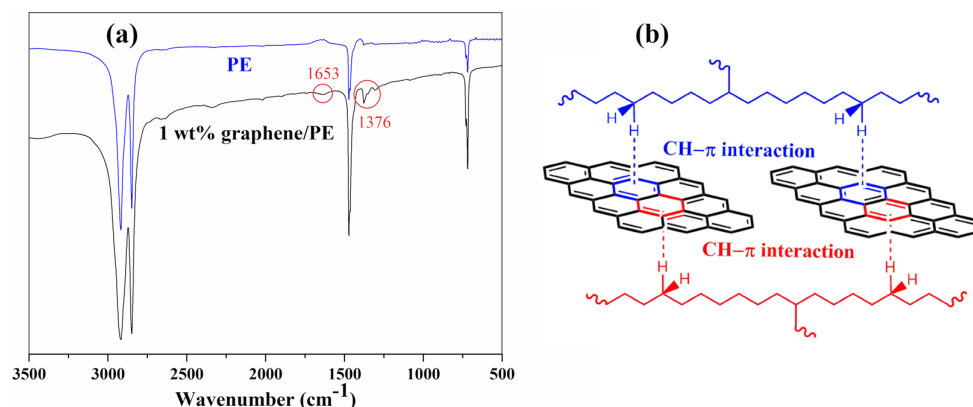 (a)
PE
1653
1376
1 wt% graphene/PE
3500 3000 2500 2000 1500 1000 500
Wavenumber (cm-1)
(b)
H H
H H
CH–π interaction
CH–π interaction
H H
H H